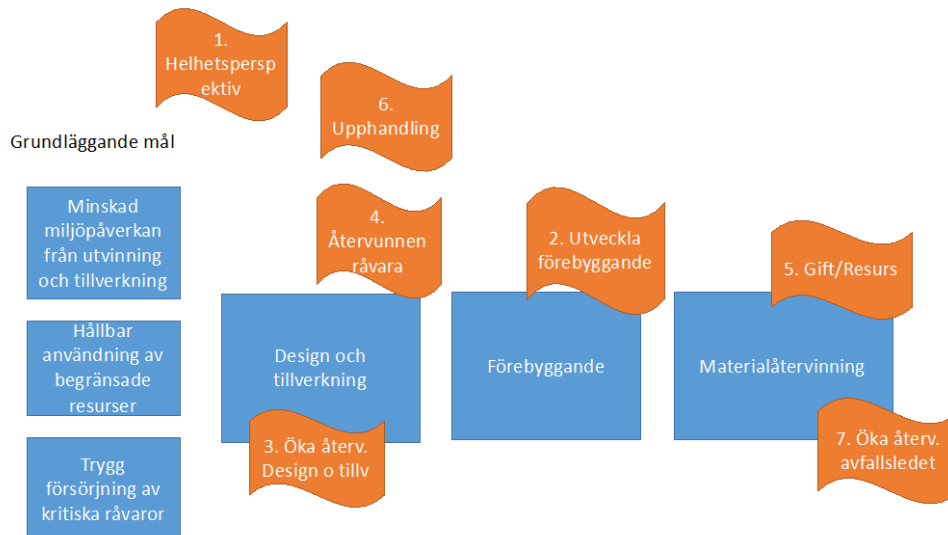 1.
Helhetspersp
ektiv
6.
Upphandling
Grundläggande mål
Minskad
miljöpåverkan
från utvinning
och tillverkning
4.
Återvunnen
råvara
2. Utveckla
förebyggande
5. Gift/Resurs
Hållbar
användning av
begränsade
resurser
Design och
tillverkning
Förebyggande
Materialåtervinning
3. Öka återv.
Design o tillv
7. Öka återv.
avfallsledet
Trygg
försörjning av
kritiska råvaror